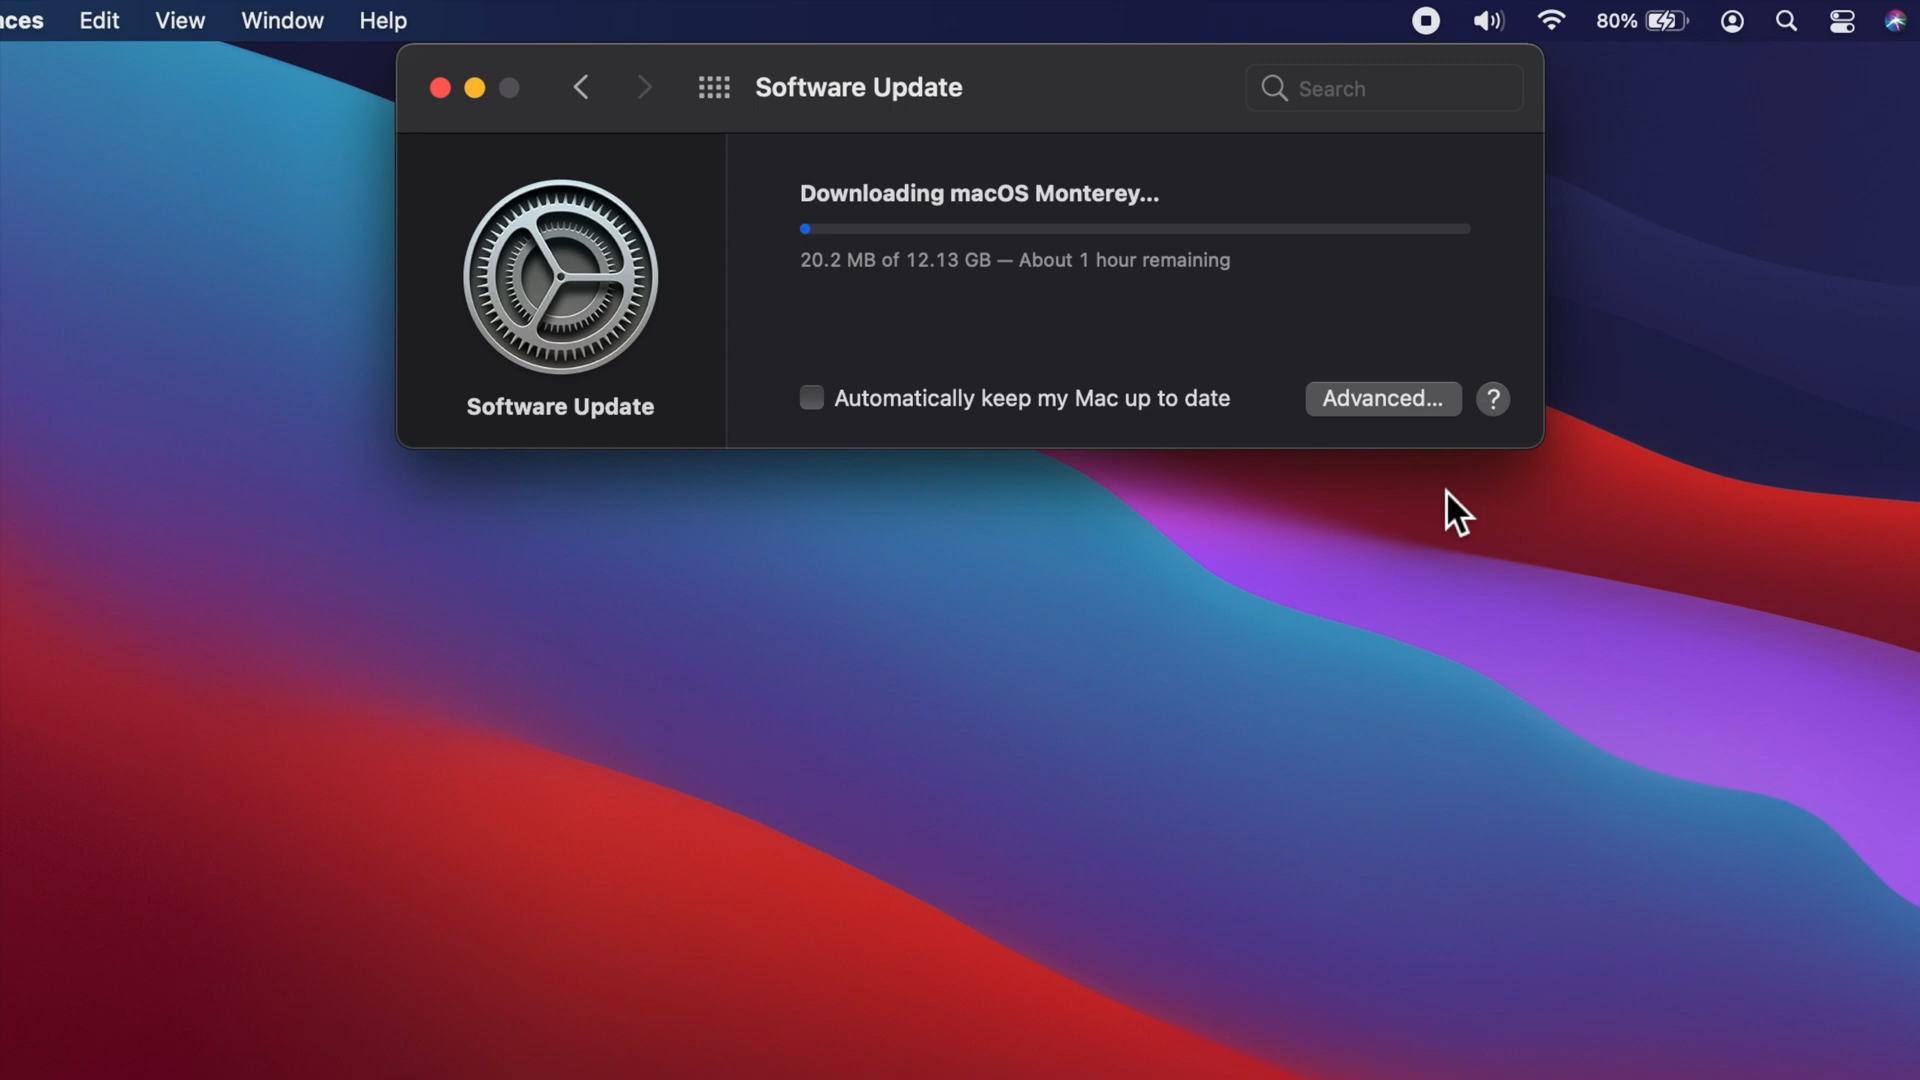 nces Edit View Window Help 80%
Software Update Search
Downloading macOS Monterey...
20.2 MB of 12.13 GB — About 1 hour remaining
Automatically keep my Mac up to date Advanced... ?
Software Update